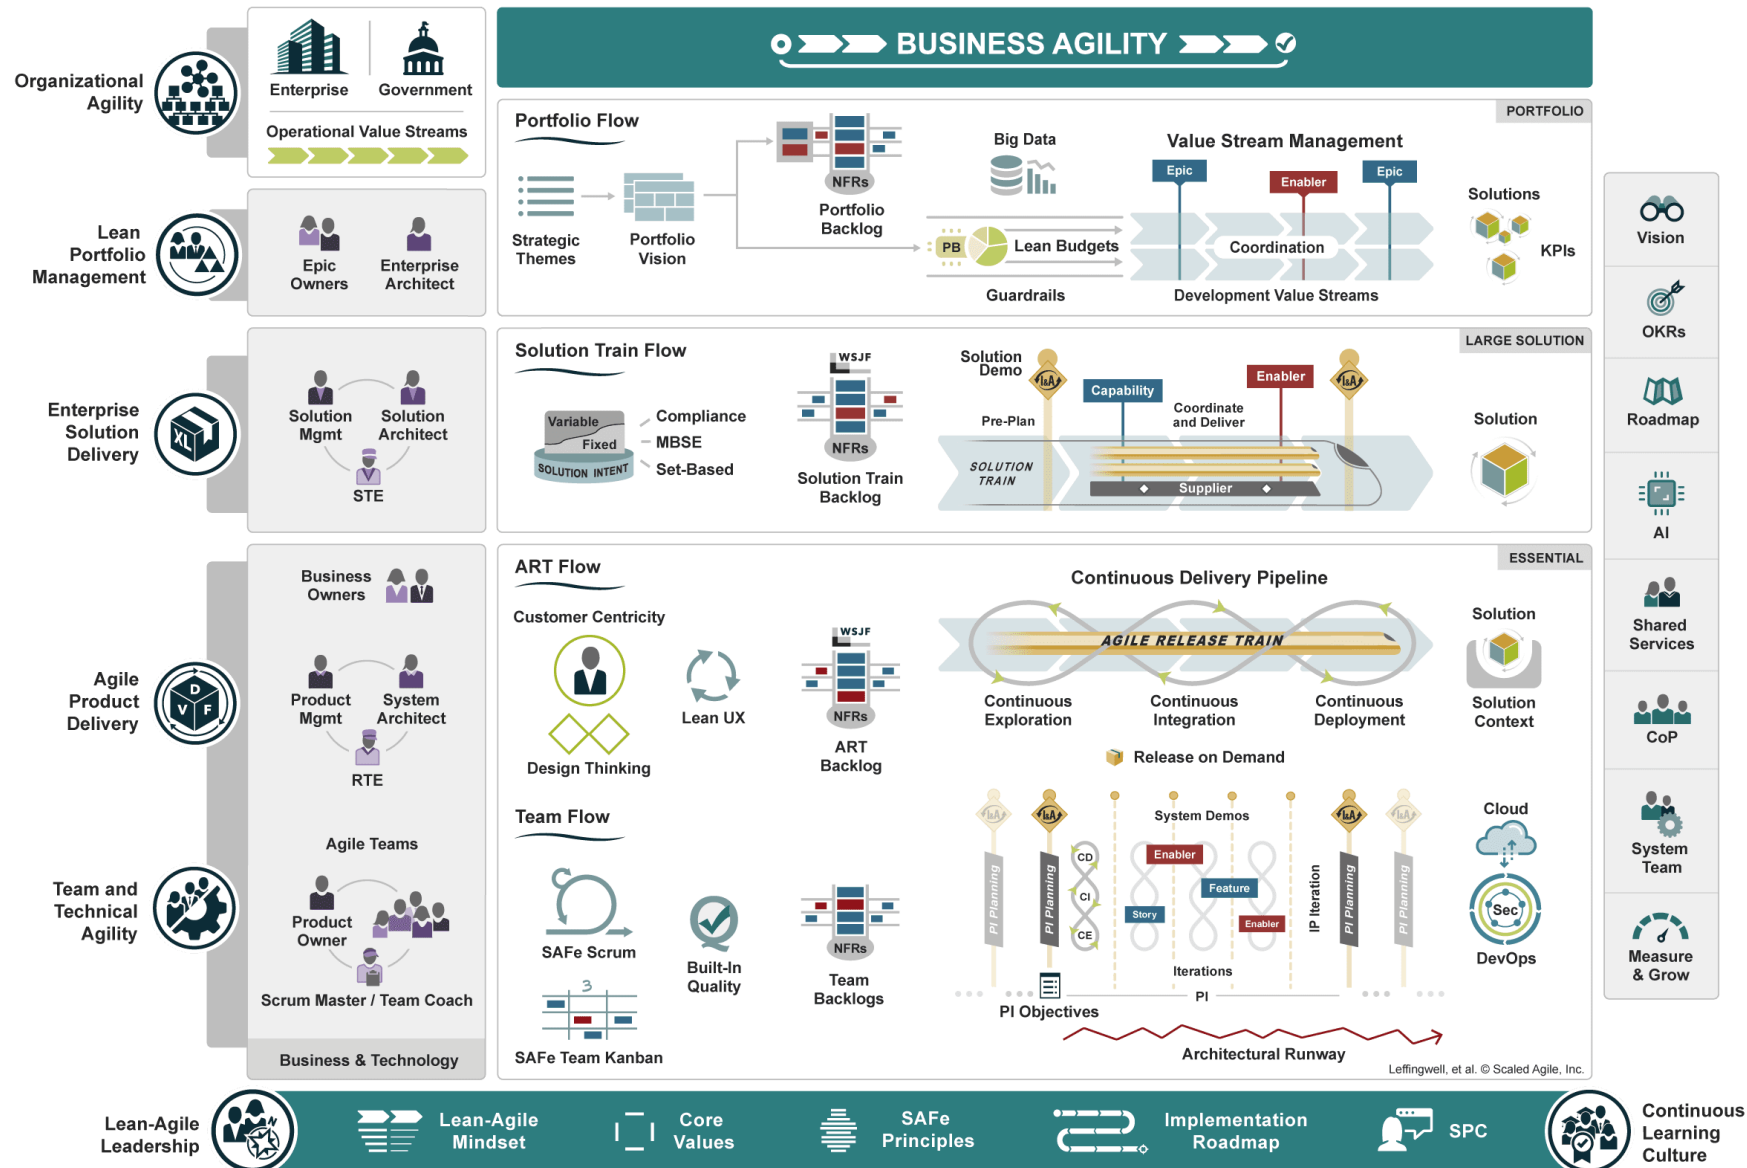 BUSINESS AGILITY
Organizational
Agility
Enterprise
Government
Operational Value Streams
Lean
Portfolio
Management
Epic
Owners
Enterprise
Architect
PORTFOLIO
Portfolio Flow
Strategic
Themes
Portfolio
Vision
NFRs
Portfolio
Backlog
Big Data
PB
Lean Budgets
Guardrails
Value Stream Management
Epic
Enabler
Epic
Coordination
Development Value Streams
Solutions
KPIs
Enterprise
Solution
Delivery
XL
Solution
Mgmt
Solution
Architect
STE
LARGE SOLUTION
Solution Train Flow
Variable
Fixed
SOLUTION INTENT
Compliance
MBSE
Set-Based
WSJF
NFRs
Solution Train
Backlog
Solution
Demo
I&A
Pre-Plan
Capability
Coordinate
and Deliver
Enabler
I&A
SOLUTION
TRAIN
Supplier
Solution
Agile
Product
Delivery
D
V F
Business
Owners
Product
Mgmt
System
Architect
RTE
ESSENTIAL
ART Flow
Customer Centricity
Design Thinking
Lean UX
WSJF
NFRs
ART
Backlog
Continuous Delivery Pipeline
AGILE RELEASE TRAIN
Continuous
Exploration
Continuous
Integration
Continuous
Deployment
Release on Demand
Solution
Solution
Context
Team and
Technical
Agility
Agile Teams
Product
Owner
Scrum Master / Team Coach
Business & Technology
Team Flow
SAFe Scrum
3
SAFe Team Kanban
Built-In
Quality
NFRs
Team
Backlogs
I&A
PI Planning
I&A
PI Planning
CD
CI
CE
System Demos
Enabler
Feature
Story
Enabler
Iterations
IP Iteration
I&A
PI Planning
I&A
PI Planning
PI
PI Objectives
Architectural Runway
Cloud
Sec
DevOps
Leffingwell, et al. © Scaled Agile, Inc.
Vision
OKRs
Roadmap
AI
Shared
Services
CoP
System
Team
Measure
& Grow
Lean-Agile
Leadership
N
Lean-Agile
Mindset
Core
Values
SAFe
Principles
Implementation
Roadmap
SPC
Continuous
Learning
Culture